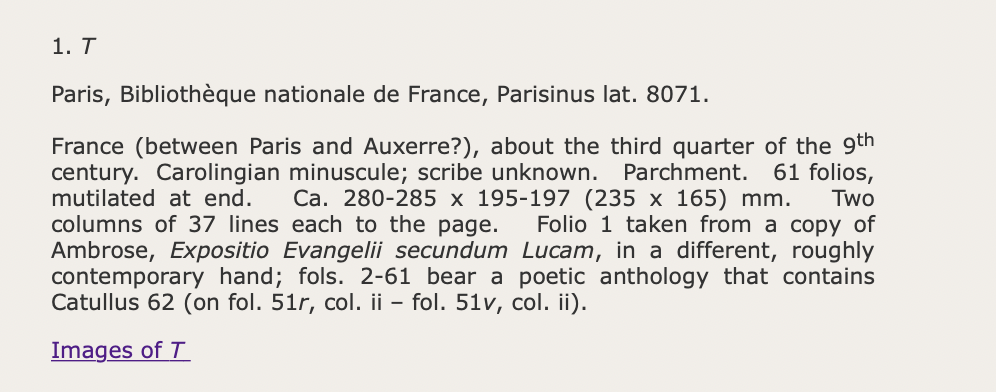 1. T
Paris, Bibliothèque nationale de France, Parisinus lat. 8071.
France (between Paris and Auxerre?), about the third quarter of the 9th
century. Carolingian minuscule; scribe unknown. Parchment. 61 folios,
mutilated at end. Ca. 280-285 x 195-197 (235 x 165) mm. Two
columns of 37 lines each to the page. Folio 1 taken from a copy of
Ambrose, Expositio Evangelii secundum Lucam, in a different, roughly
contemporary hand; fols. 2-61 bear a poetic anthology that contains
Catullus 62 (on fol. 51r, col. ii – fol. 51v, col. ii).
Images of T